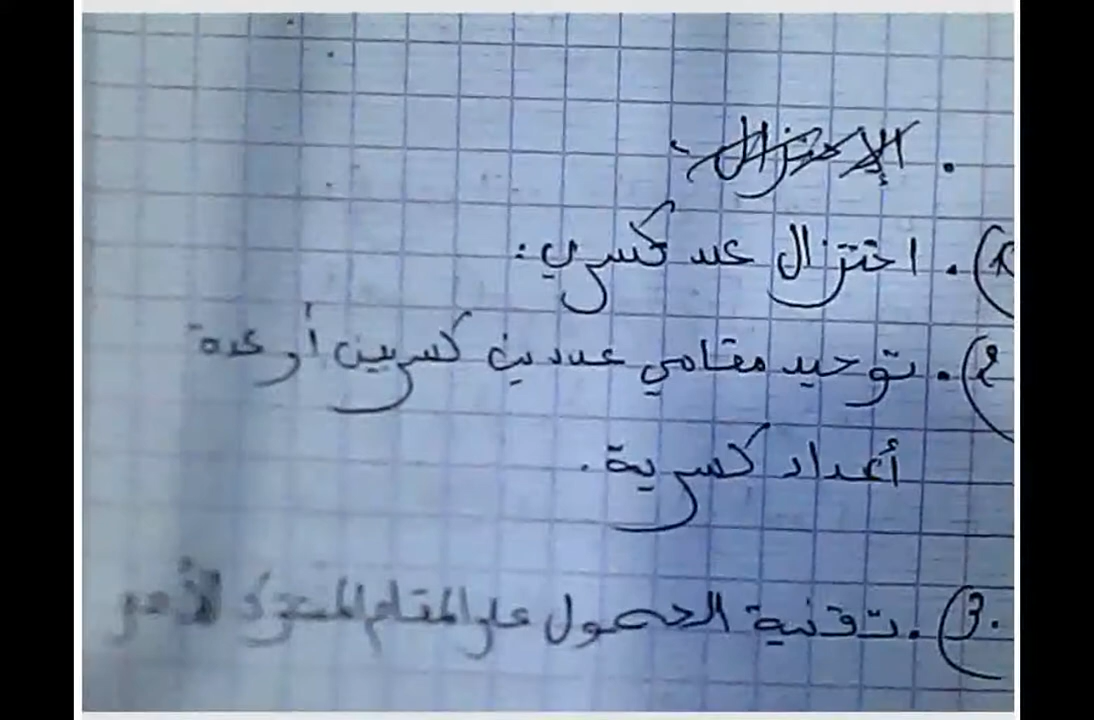 . الإختزال :
1). اختزال عدد كسري :
2). توحيد مقامي عددين كسريين أو عدة
أعداد كسرية .
3). تقنية الحصول على المقام المشترك الأصغر